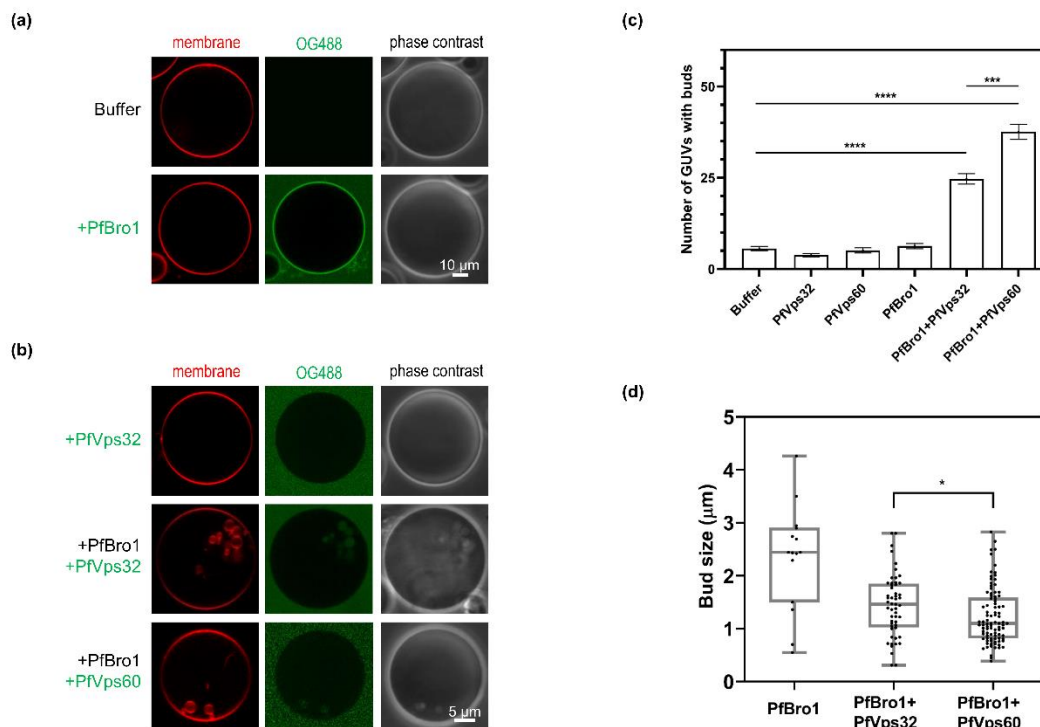 (a)
membrane OG488 phase contrast
Buffer
+PfBro1
10 µm
(b)
membrane OG488 phase contrast
+PfVps32
+PfBro1
+PfVps32
+PfBro1
+PfVps60
5 µm
(c)
Number of GUVs with buds
50
25
0
****
***
****
Buffer
PfVps32
PfVps60
PfBro1
PfBro1+PfVps32
PfBro1+PfVps60
(d)
Bud size (µm)
5
4
3
2
1
0
*
PfBro1
PfBro1+
PfVps32
PfBro1+
PfVps60